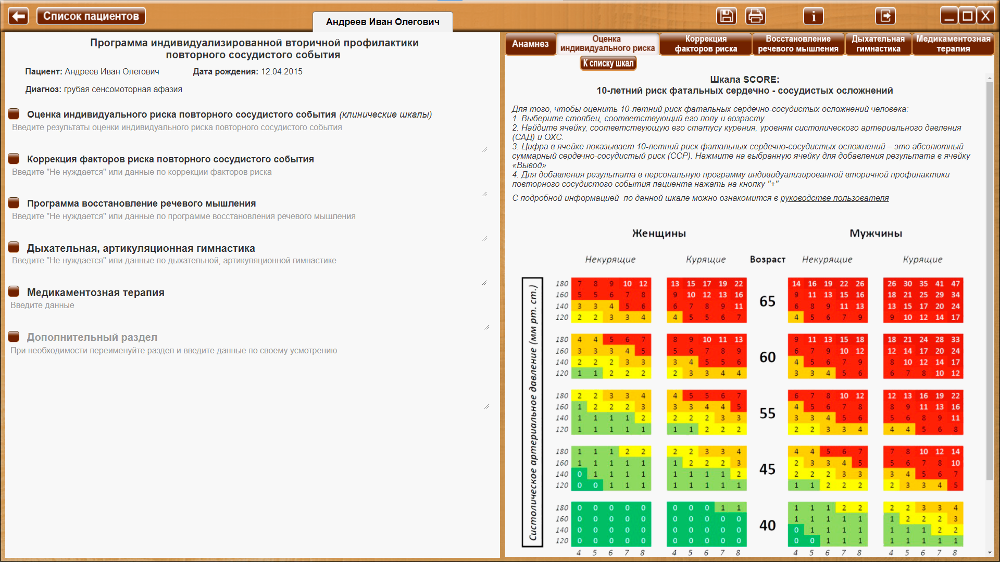 Список пациентов
Андреев Иван Олегович
Программа индивидуализированной вторичной профилактики
повторного сосудистого события
Пациент: Андреев Иван Олегович Дата рождения: 12.04.2015
Диагноз: грубая сенсомоторная афазия
Оценка индивидуального риска повторного сосудистого события (клинические шкалы)
Введите результаты оценки индивидуального риска повторного сосудистого события
Коррекция факторов риска повторного сосудистого события
Введите "Не нуждается" или данные по коррекции факторов риска
Программа восстановление речевого мышления
Введите "Не нуждается" или данные по программе восстановления речевого мышления
Дыхательная, артикуляционная гимнастика
Введите "Не нуждается" или данные по дыхательной, артикуляционной гимнастике
Медикаментозная терапия
Введите данные
Дополнительный раздел
При необходимости переименуйте раздел и введите данные по своему усмотрению
Анамнез
Оценка
индивидуального риска
Коррекция
факторов риска
Восстановление
речевого мышления
Дыхательная
гимнастика
Медикаментозная
терапия
К списку шкал
Шкала SCORE:
10-летний риск фатальных сердечно - сосудистых осложнений
Для того, чтобы оценить 10-летний риск фатальных сердечно-сосудистых осложнений человека:
1. Выберите столбец, соответствующий его полу и возрасту.
2. Найдите ячейку, соответствующую его статусу курения, уровням систолического артериального давления
(САД) и ОХС.
3. Цифра в ячейке показывает 10-летний риск фатальных сердечно-сосудистых осложнений – это абсолютный
суммарный сердечно-сосудистый риск (ССР). Нажмите на выбранную ячейку для добавления результата в ячейку
«Вывод»
4. Для добавления результата в персональную программу индивидуализированной вторичной профилактики
повторного сосудистого события пациента нажать на кнопку "+"
С подробной информацией по данной шкале можно ознакомится в руководстве пользователя
Женщины Мужчины
Некурящие Курящие Возраст Некурящие Курящие
Систолическое артериальное давление (мм рт. ст.)
180 7 8 9 10 12 13 15 17 19 22 14 16 19 22 26 26 30 35 41 47
160 5 5 6 7 8 9 10 12 13 16 9 11 13 15 16 18 21 25 29 34
65
140 3 3 4 5 6 6 7 8 9 11 6 8 9 11 13 13 15 17 20 24
120 2 2 3 3 4 4 5 5 6 7 4 5 6 7 9 9 10 12 14 17
180 4 4 5 6 7 8 9 10 11 13 9 11 13 15 18 18 21 24 28 33
160 3 3 3 4 5 5 6 7 8 9 6 7 9 10 12 12 14 17 20 24
60
140 2 2 2 3 3 3 4 5 5 6 4 5 6 7 9 8 10 12 14 17
120 1 1 2 2 2 2 3 3 4 4 3 3 4 5 6 6 7 8 10 12
180 2 2 3 3 4 4 5 5 6 7 6 7 8 10 12 12 13 16 19 22
160 1 2 2 2 3 3 3 4 4 5 4 5 6 7 8 8 9 11 13 16
55
140 1 1 1 1 2 2 2 2 3 3 3 3 4 5 6 5 6 8 9 11
120 1 1 1 1 1 1 1 2 2 2 2 2 3 3 4 4 4 5 6 8
180 1 1 1 2 2 2 2 3 3 4 4 4 5 6 7 7 8 10 12 14
160 1 1 1 1 1 1 2 2 2 3 2 3 3 4 5 5 6 7 8 10
45
140 0 1 1 1 1 1 1 1 1 2 2 2 2 3 3 3 4 5 6 7
120 0 0 1 1 1 1 1 1 1 1 1 1 2 2 2 2 3 3 4 5
180 0 0 0 0 0 0 0 0 1 1 1 1 1 2 2 2 2 3 3 4
160 0 0 0 0 0 0 0 0 0 0 1 1 1 1 1 1 2 2 2 3
40
140 0 0 0 0 0 0 0 0 0 0 0 1 1 1 1 1 1 1 2 2
120 0 0 0 0 0 0 0 0 0 0 0 0 1 1 1 1 1 1 1 1
4 5 6 7 8 4 5 6 7 8 4 5 6 7 8 4 5 6 7 8